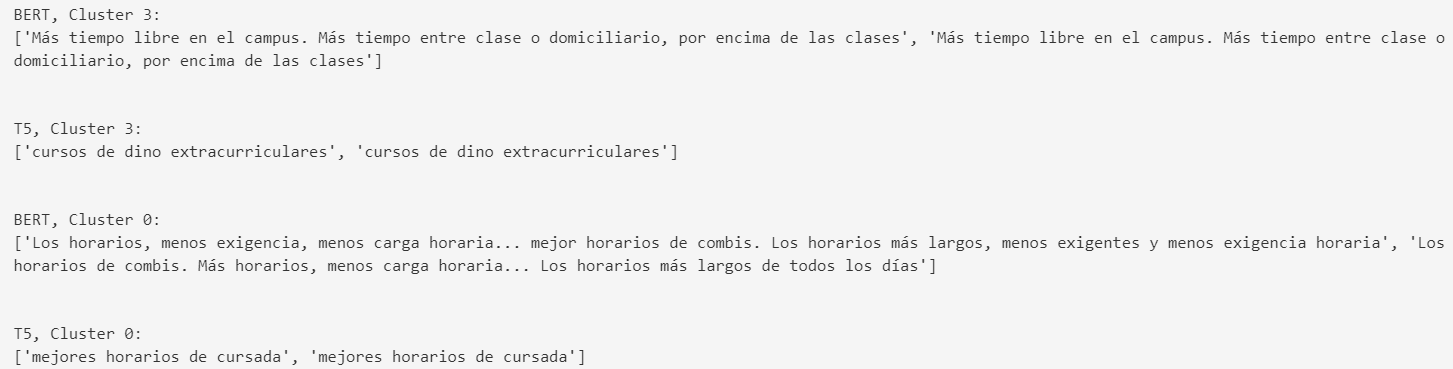 BERT, Cluster 3:
['Más tiempo libre en el campus. Más tiempo entre clase o domiciliario, por encima de las clases', 'Más tiempo libre en el campus. Más tiempo entre clase o
domiciliario, por encima de las clases']
T5, Cluster 3:
['cursos de dino extracurriculares', 'cursos de dino extracurriculares']
BERT, Cluster 0:
['Los horarios, menos exigencia, menos carga horaria... mejor horarios de combis. Los horarios más largos, menos exigentes y menos exigencia horaria', 'Los
horarios de combis. Más horarios, menos carga horaria... Los horarios más largos de todos los días']
T5, Cluster 0:
['mejores horarios de cursada', 'mejores horarios de cursada']